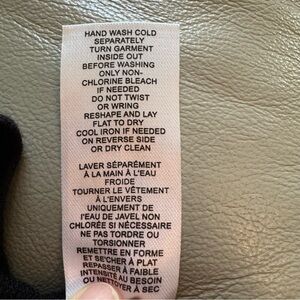 HAND WASH COLD
SEPARATELY
TURN GARMENT
INSIDE OUT
BEFORE WASHING
ONLY NON-
CHLORINE BLEACH
IF NEEDED
DO NOT TWIST
OR WRING
RESHAPE AND LAY
FLAT TO DRY
COOL IRON IF NEEDED
ON REVERSE SIDE
OR DRY CLEAN
LAVER SÉPARÉMENT
À LA MAIN À L'EAU
FROIDE
TOURNER LE VÊTEMENT
À L'ENVERS
UNIQUEMENT DE
l'EAU DE JAVEL NON
CHLORÉE SI NÉCESSAIRE
NE PAS TORDRE OU
TORSIONNER
REMETTRE EN FORME
ET SÉCHER À PLAT
REPASSER À FAIBLE
INTENSITÉ AU BESOIN
OU NETTOYER À SEC